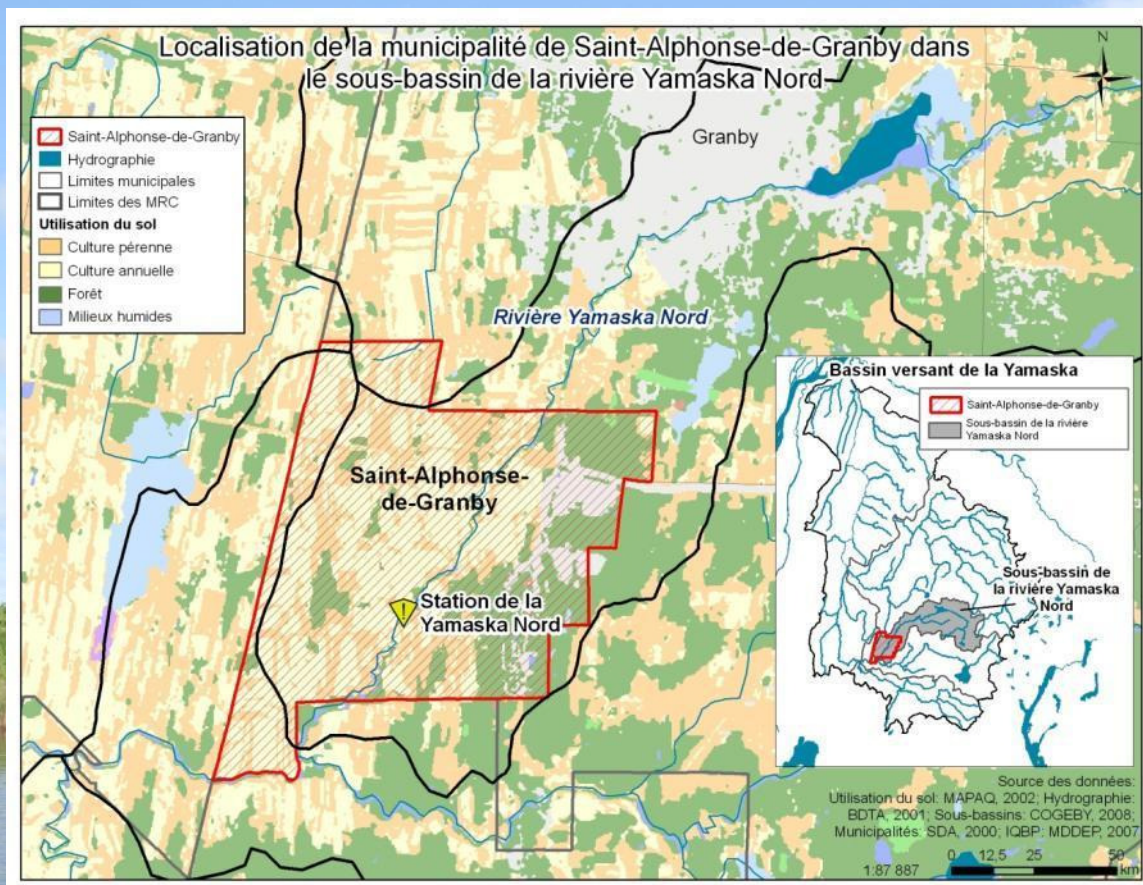 Localisation de la municipalité de Saint-Alphonse-de-Granby dans
le sous-bassin de la rivière Yamaska Nord
N
Saint-Alphonse-de-Granby
Hydrographie
Limites municipales
Limites des MRC
Utilisation du sol
Culture pérenne
Culture annuelle
Forêt
Milieux humides
Granby
Rivière Yamaska Nord
Saint-Alphonse-
de-Granby
!
Station de la
Yamaska Nord
Bassin versant de la Yamaska
Saint-Alphonse-de-Granby
Sous-bassin de la rivière
Yamaska Nord
Sous-bassin de
la rivière Yamaska
Nord
Source des données:
Utilisation du sol: MAPAQ, 2002; Hydrographie:
BDTA, 2001; Sous-bassins: COGEBY, 2008;
Municipalités: SDA, 2000; IQBP: MDDEP, 2007
0 12,5 25 50
1:87 887 km